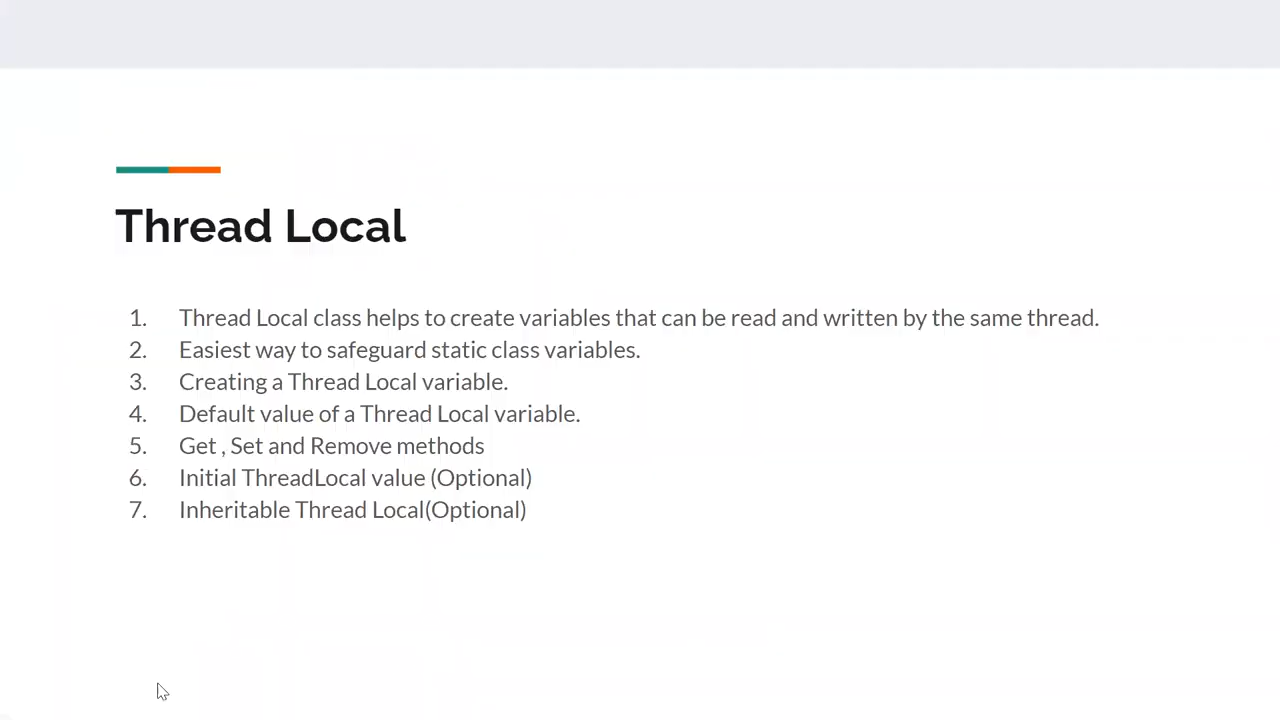 Thread Local
1. Thread Local class helps to create variables that can be read and written by the same thread.
2. Easiest way to safeguard static class variables.
3. Creating a Thread Local variable.
4. Default value of a Thread Local variable.
5. Get , Set and Remove methods
6. Initial ThreadLocal value (Optional)
7. Inheritable Thread Local(Optional)